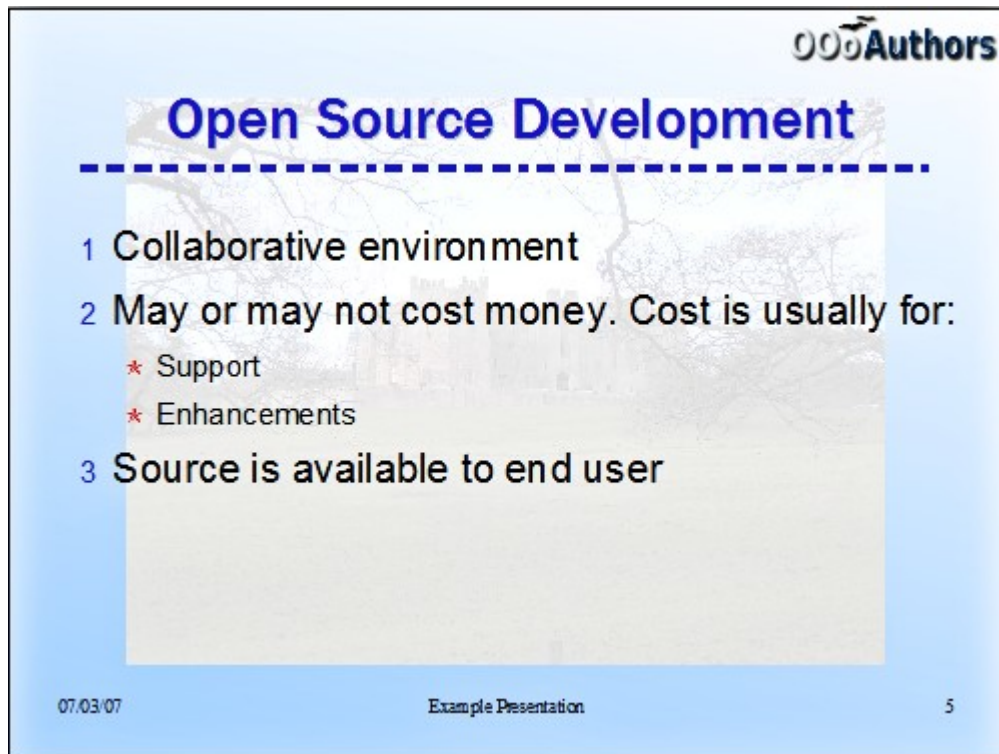 OOoAuthors
Open Source Development
1 Collaborative environment
2 May or may not cost money. Cost is usually for:
* Support
* Enhancements
3 Source is available to end user
07/03/07 Example Presentation 5